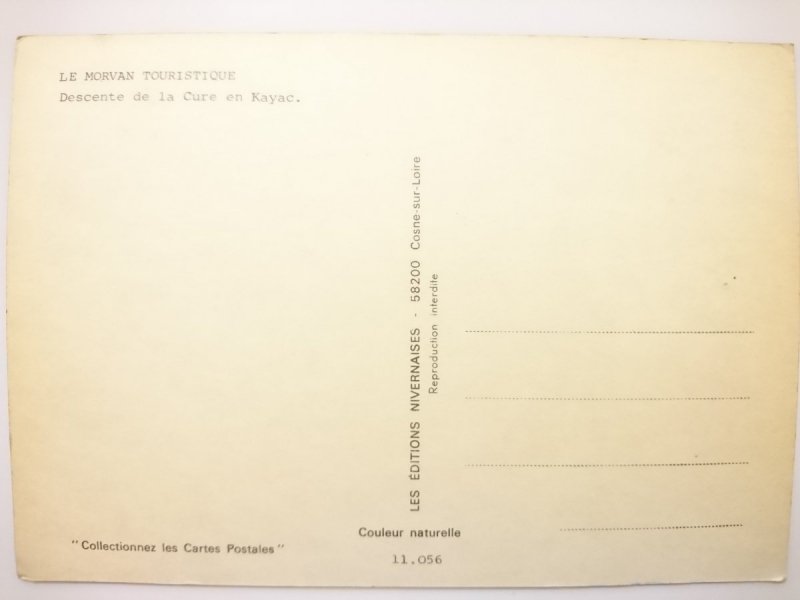 LE MORVAN TOURISTIQUE
Descente de la Cure en Kayac.
LES ÉDITIONS NIVERNAISES - 58200 Cosne-sur-Loire
Reproduction interdite
"Collectionnez les Cartes Postales"
Couleur naturelle
11.056